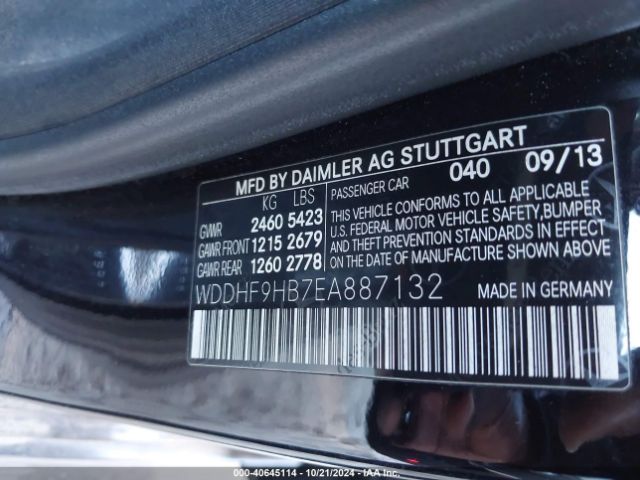 MFD BY DAIMLER AG STUTTGART
KG LBS
GVWR 2460 5423
GAWR FRONT 1215 2679
GAWR REAR 1260 2778
PASSENGER CAR 040 09/13
THIS VEHICLE CONFORMS TO ALL APPLICABLE
U.S. FEDERAL MOTOR VEHICLE SAFETY, BUMPER
AND THEFT PREVENTION STANDARDS IN EFFECT
ON THE DATE OF MANUFACTURE SHOWN ABOVE.
WDDHF9HB7EA887132 MADE IN GERMANY
000-40645114 | 10/21/2024 - IAA Inc.